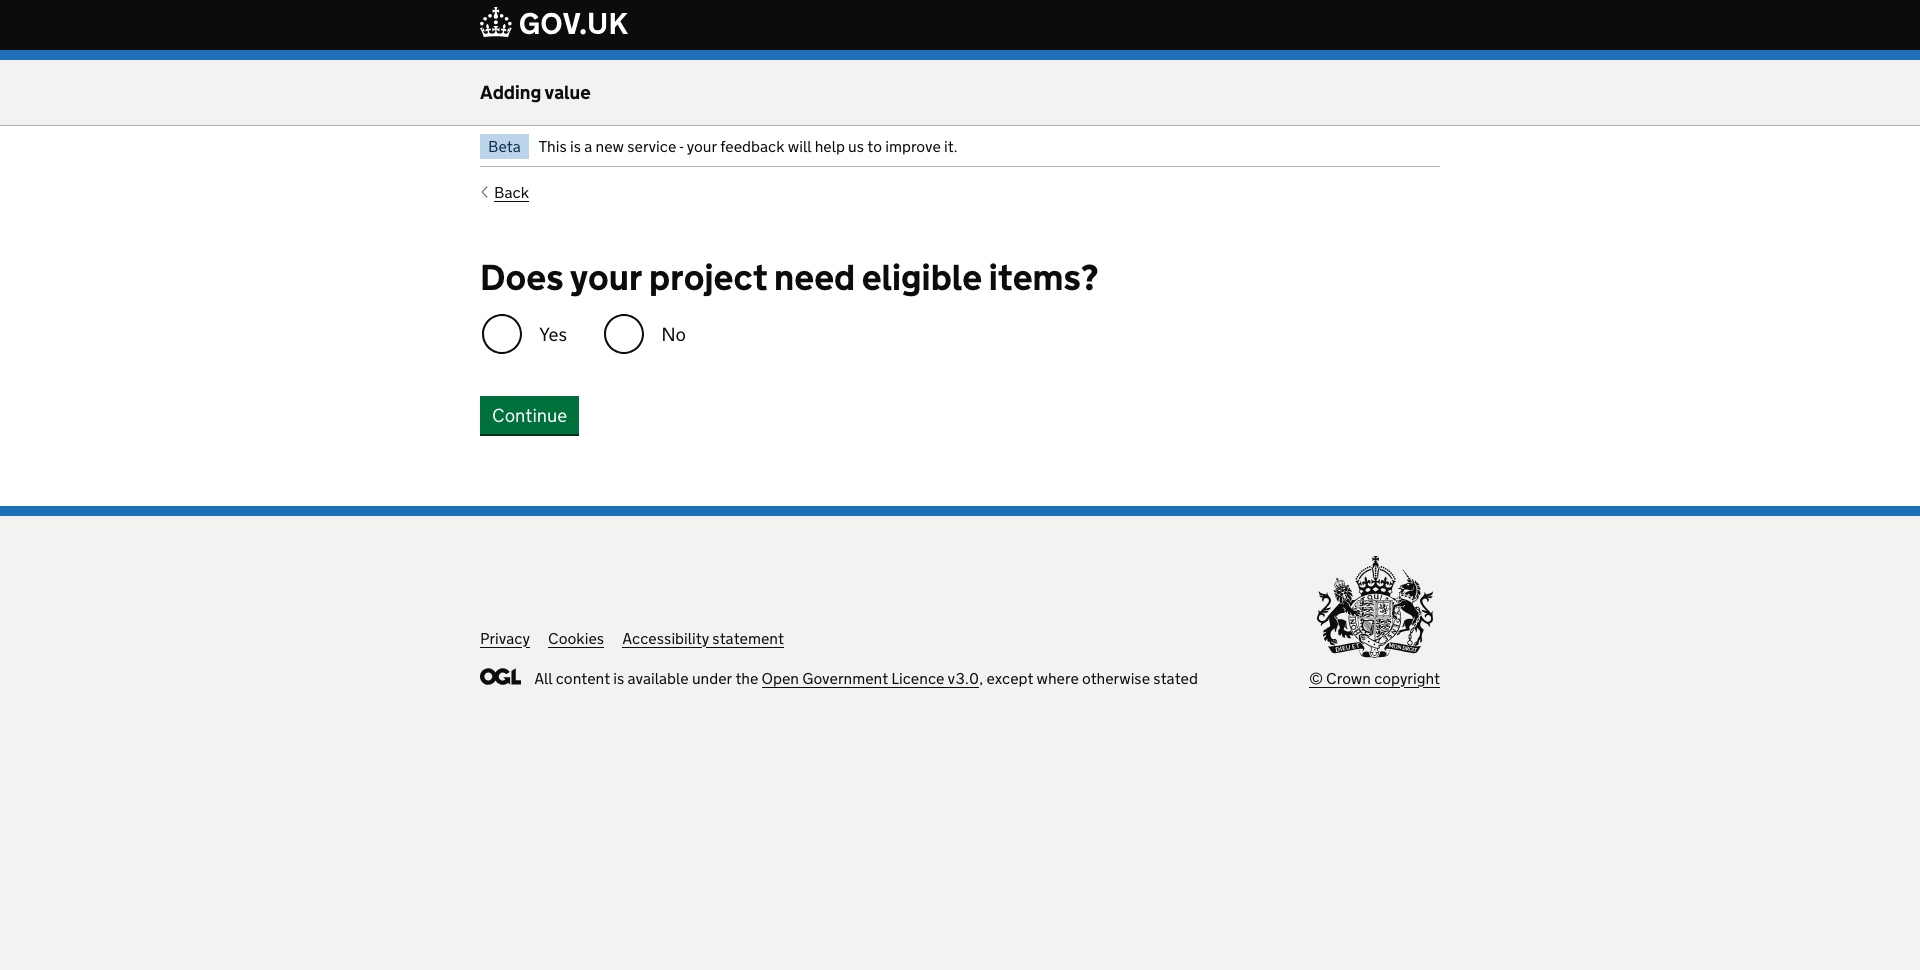 GOV.UK
Adding value
Beta This is a new service - your feedback will help us to improve it.
Back
Does your project need eligible items?
Yes No
Continue
Privacy Cookies Accessibility statement
OGL All content is available under the Open Government Licence v3.0, except where otherwise stated
DIEU ET MON DROIT
© Crown copyright